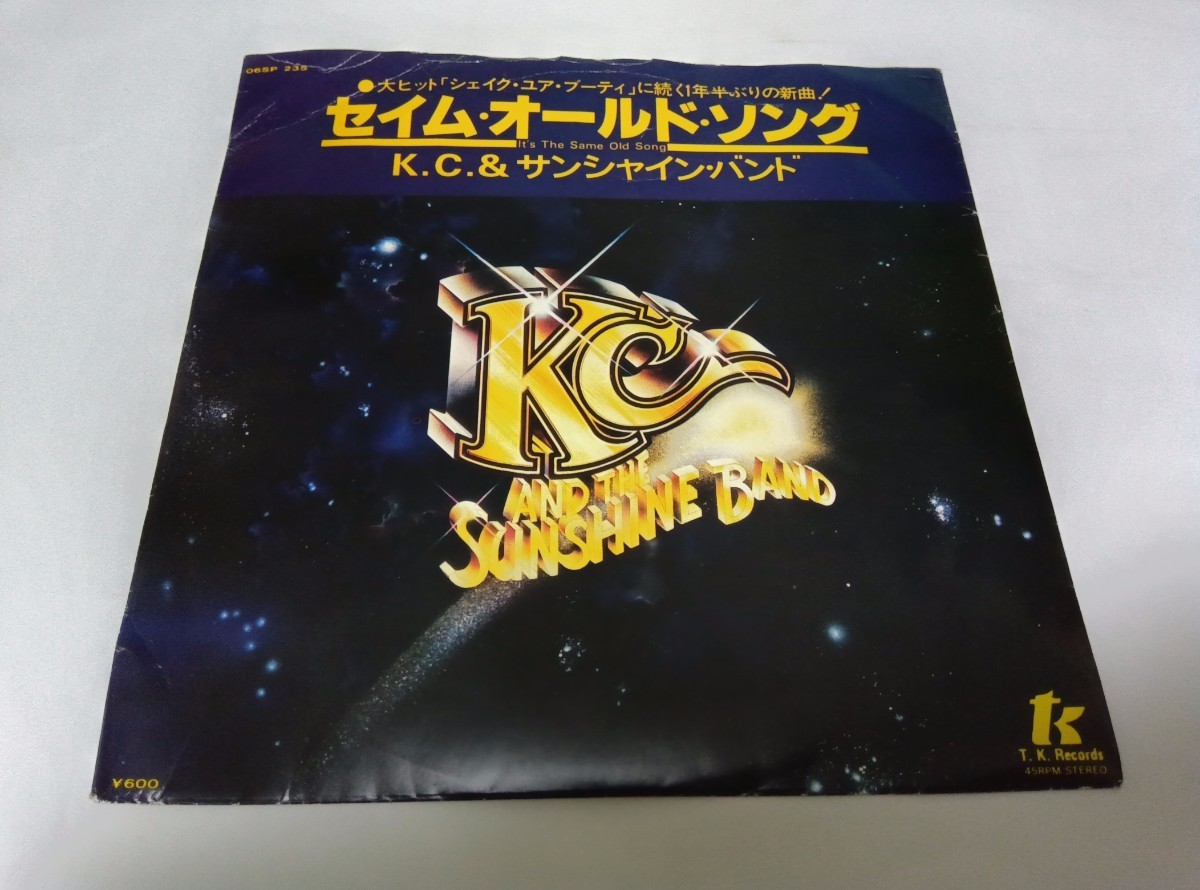 06SP 235
●大ヒット「シェイク・ユア・ブーティ」に続く1年半ぶりの新曲!
セイム・オールド・ソング
It's The Same Old Song
K.C.&サンシャイン・バンド
KC
AND THE
SUNSHINE BAND
tk
T. K. Records
45RPM STEREO
¥600